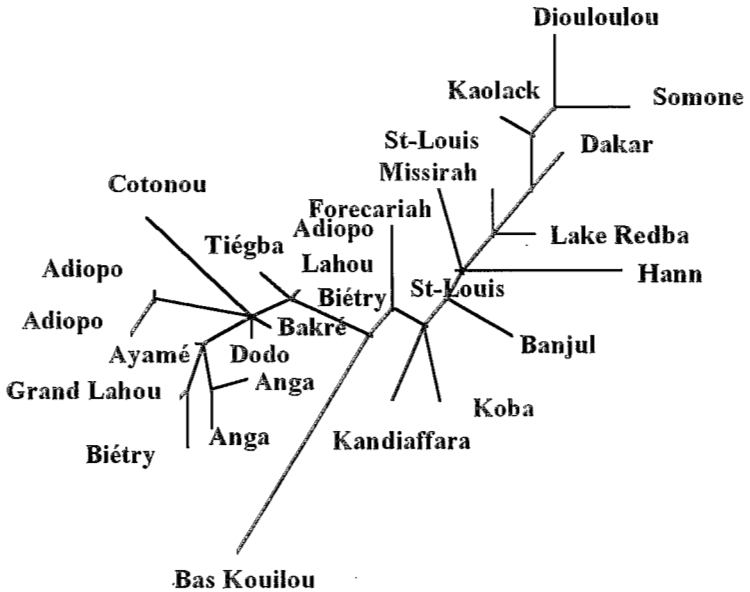 Diouloulou
Kaolack
Somone
St-Louis
Dakar
Missirah
Cotonou
Forecariah
Adiopo
Tiégba
Lake Redba
Lahou
Adiopo
Hann
Biétry
St-Louis
Adiopo
Bakré
Ayamé
Dodo
Banjul
Grand Lahou
Anga
Koba
Anga
Kandiaffara
Biétry
Bas Kouilou